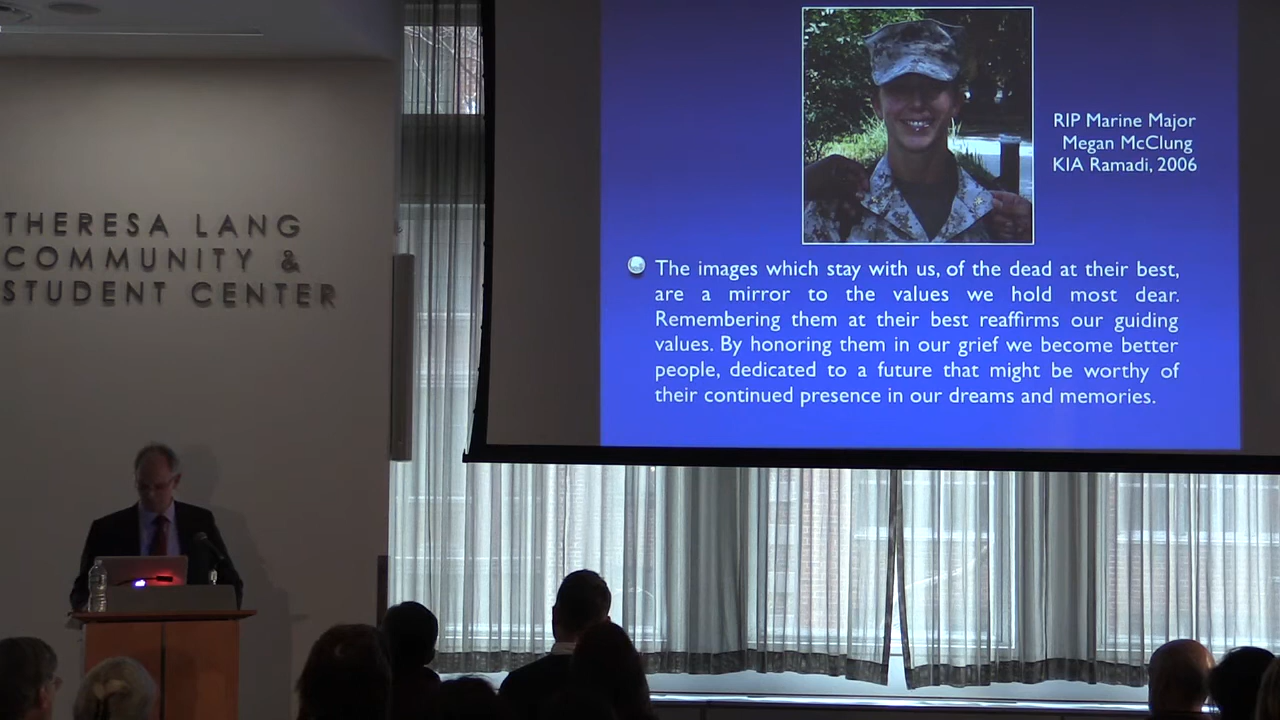 THERESA LANG
COMMUNITY &
STUDENT CENTER
RIP Marine Major
Megan McClung
KIA Ramadi, 2006
The images which stay with us, of the dead at their best,
are a mirror to the values we hold most dear.
Remembering them at their best reaffirms our guiding
values. By honoring them in our grief we become better
people, dedicated to a future that might be worthy of
their continued presence in our dreams and memories.